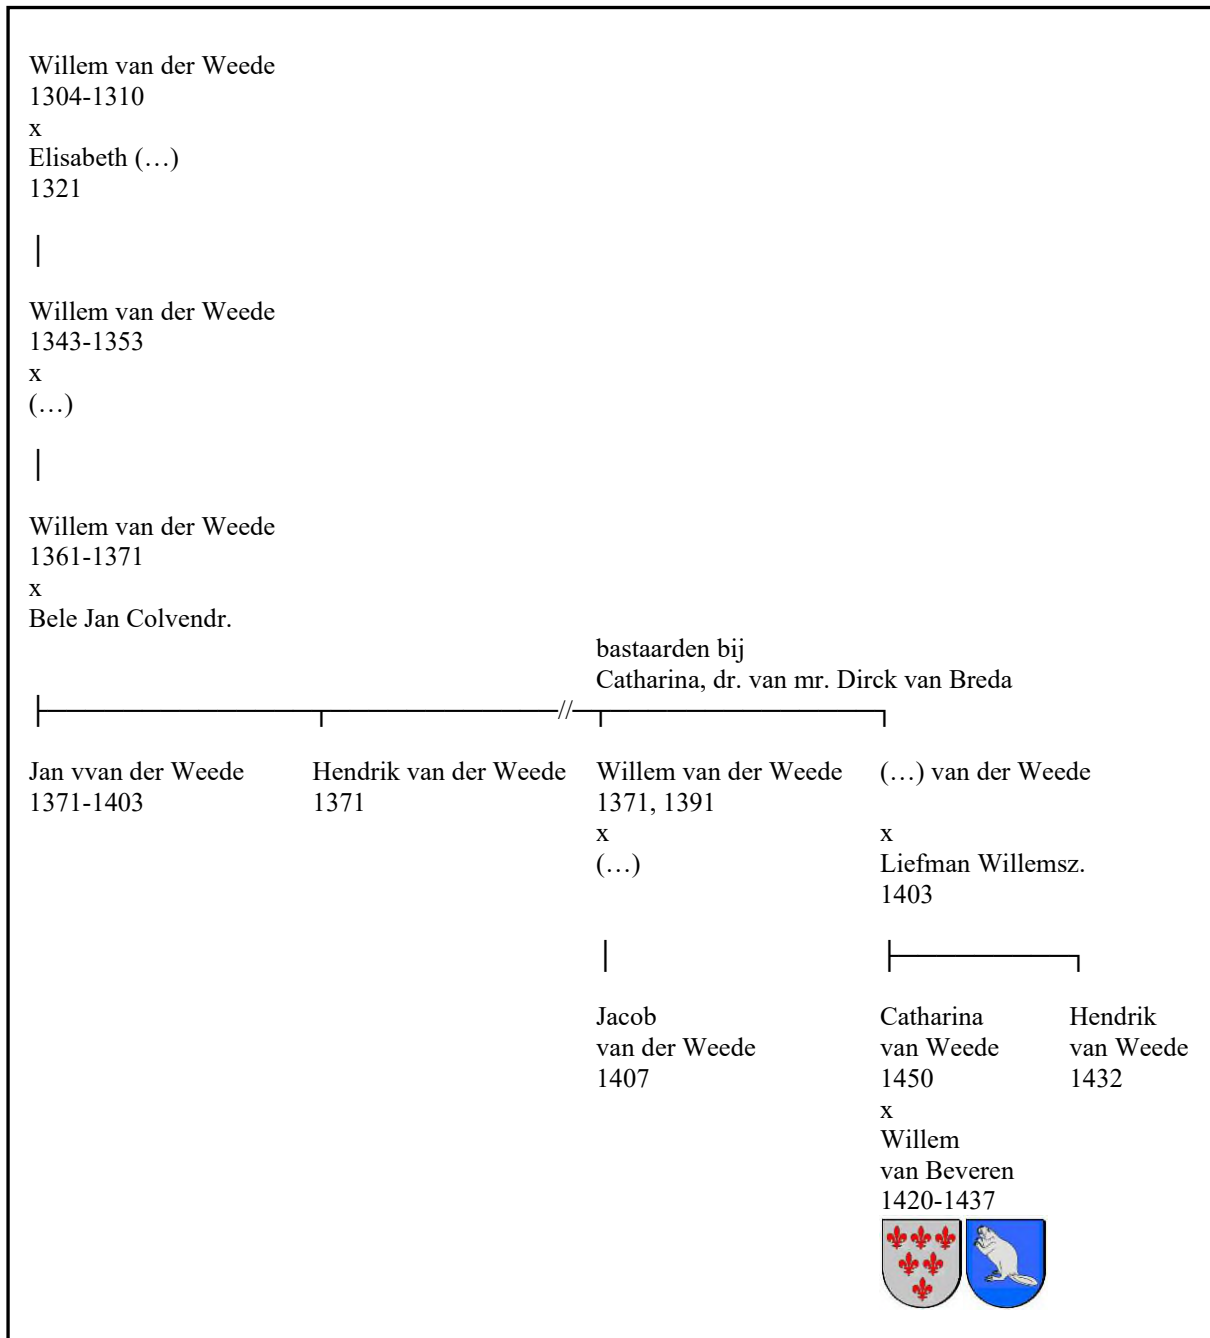 Willem van der Weede
1304-1310
x
Elisabeth (…)
1321
Willem van der Weede
1343-1353
x
(…)
Willem van der Weede
1361-1371
x
Bele Jan Colvendr.
bastaarden bij
Catharina, dr. van mr. Dirck van Breda
//
Jan vvan der Weede
1371-1403
Hendrik van der Weede
1371
Willem van der Weede
1371, 1391
x
(…)
(…) van der Weede
x
Liefman Willemsz.
1403
Jacob
van der Weede
1407
Catharina
van Weede
1450
x
Willem
van Beveren
1420-1437
Hendrik
van Weede
1432